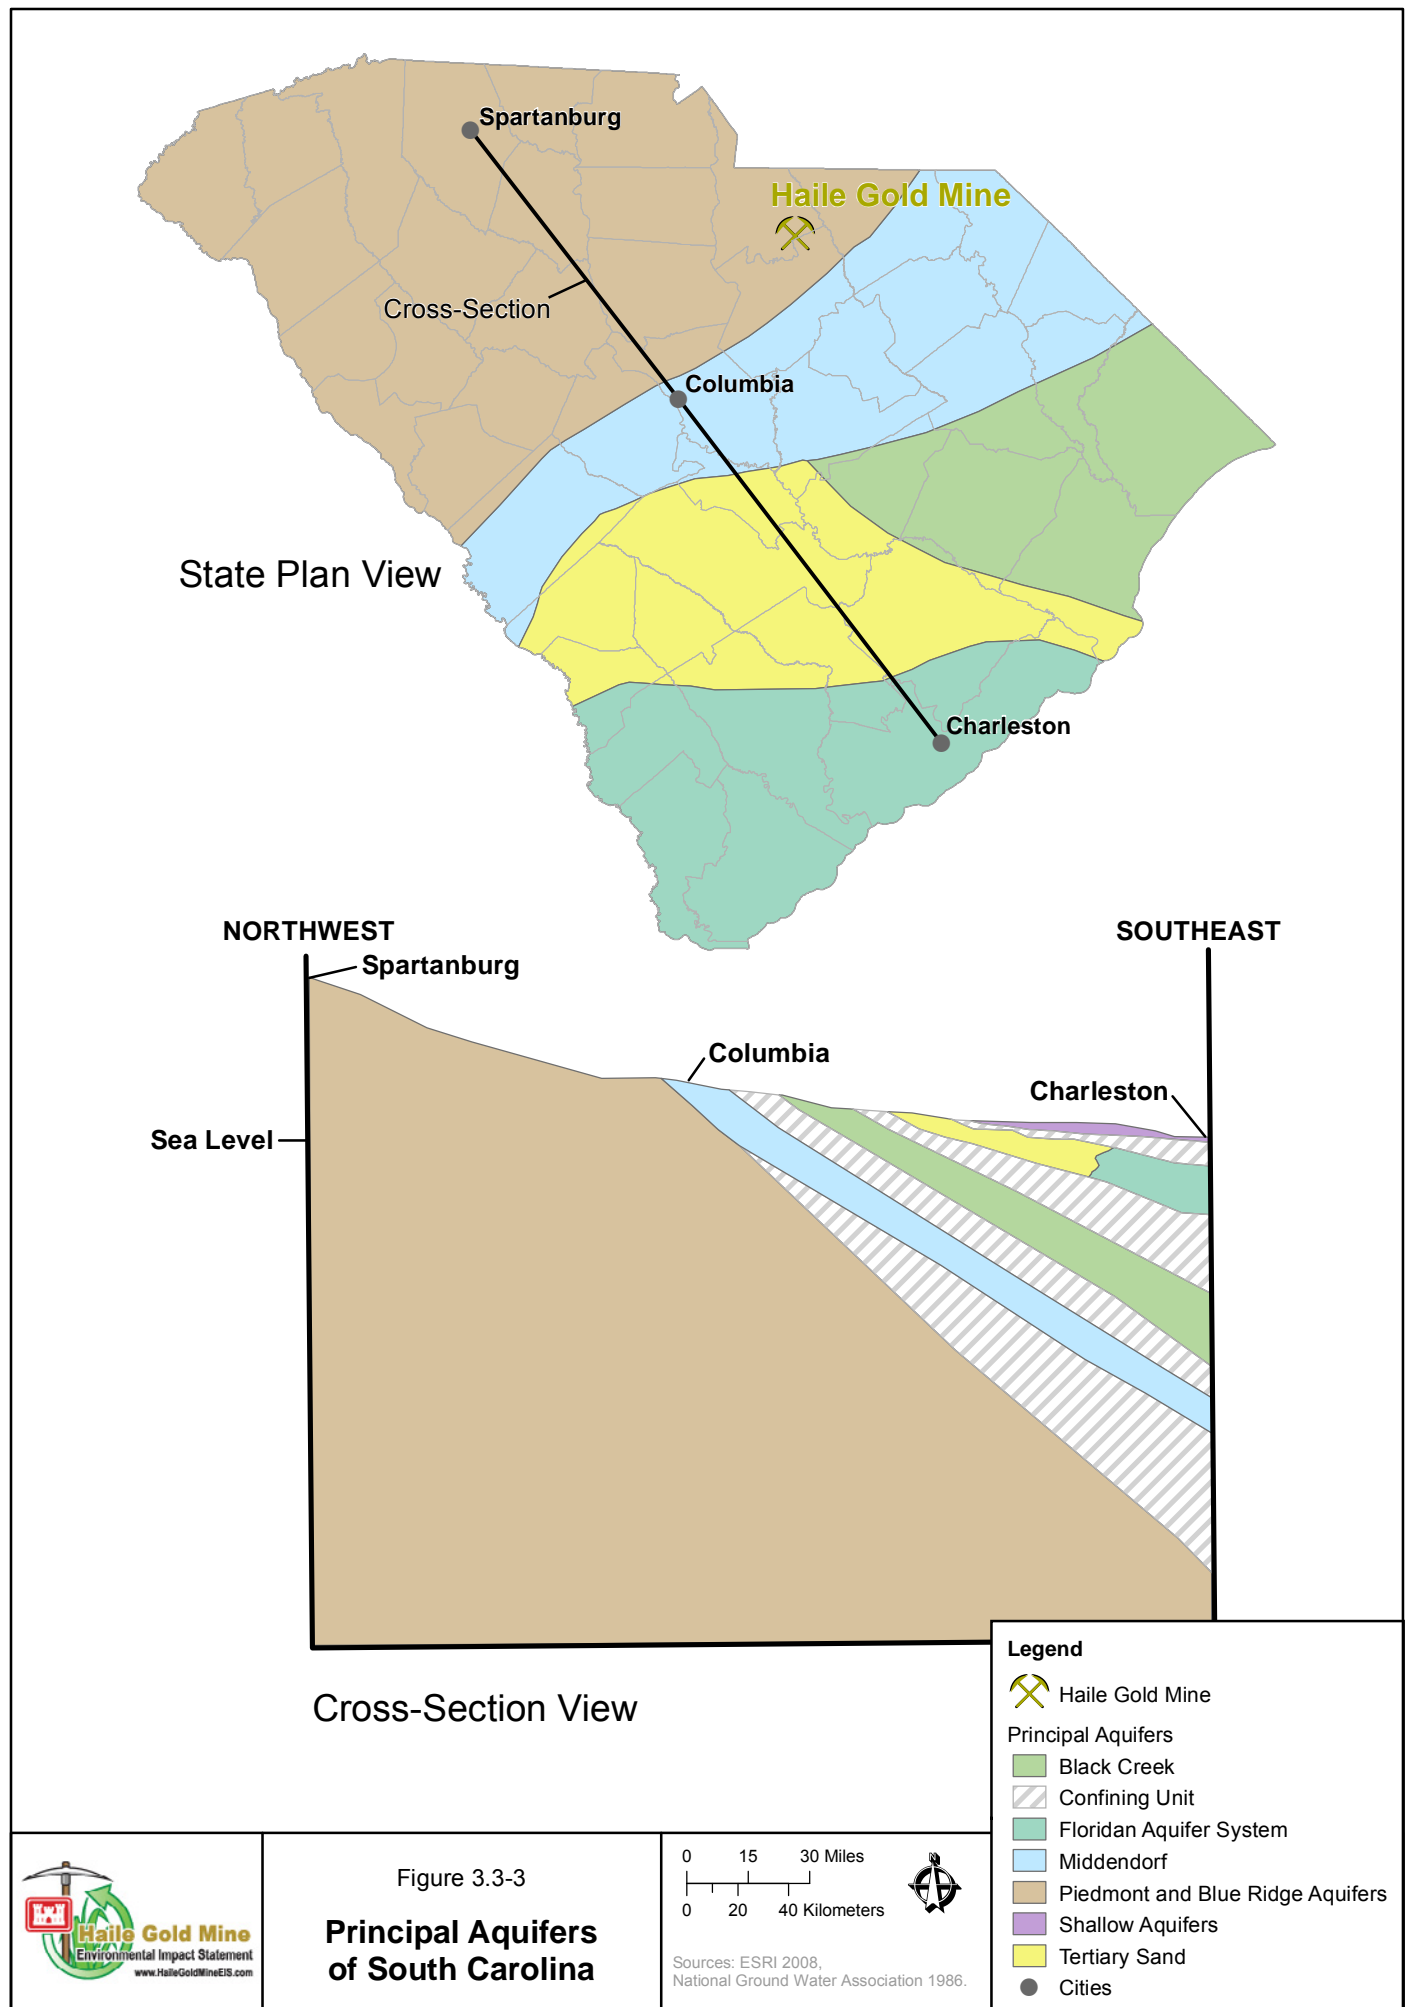 Spartanburg
Haile Gold Mine
Cross-Section
Columbia
State Plan View
Charleston
NORTHWEST
SOUTHEAST
Spartanburg
Columbia
Charleston
Sea Level
Cross-Section View
Legend
Haile Gold Mine
Principal Aquifers
Black Creek
Confining Unit
Floridan Aquifer System
Middendorf
Piedmont and Blue Ridge Aquifers
Shallow Aquifers
Tertiary Sand
Cities
Haile Gold Mine
Environmental Impact Statement
www.HaileGoldMineEIS.com
Figure 3.3-3
Principal Aquifers
of South Carolina
0 15 30 Miles
0 20 40 Kilometers
N
Sources: ESRI 2008,
National Ground Water Association 1986.